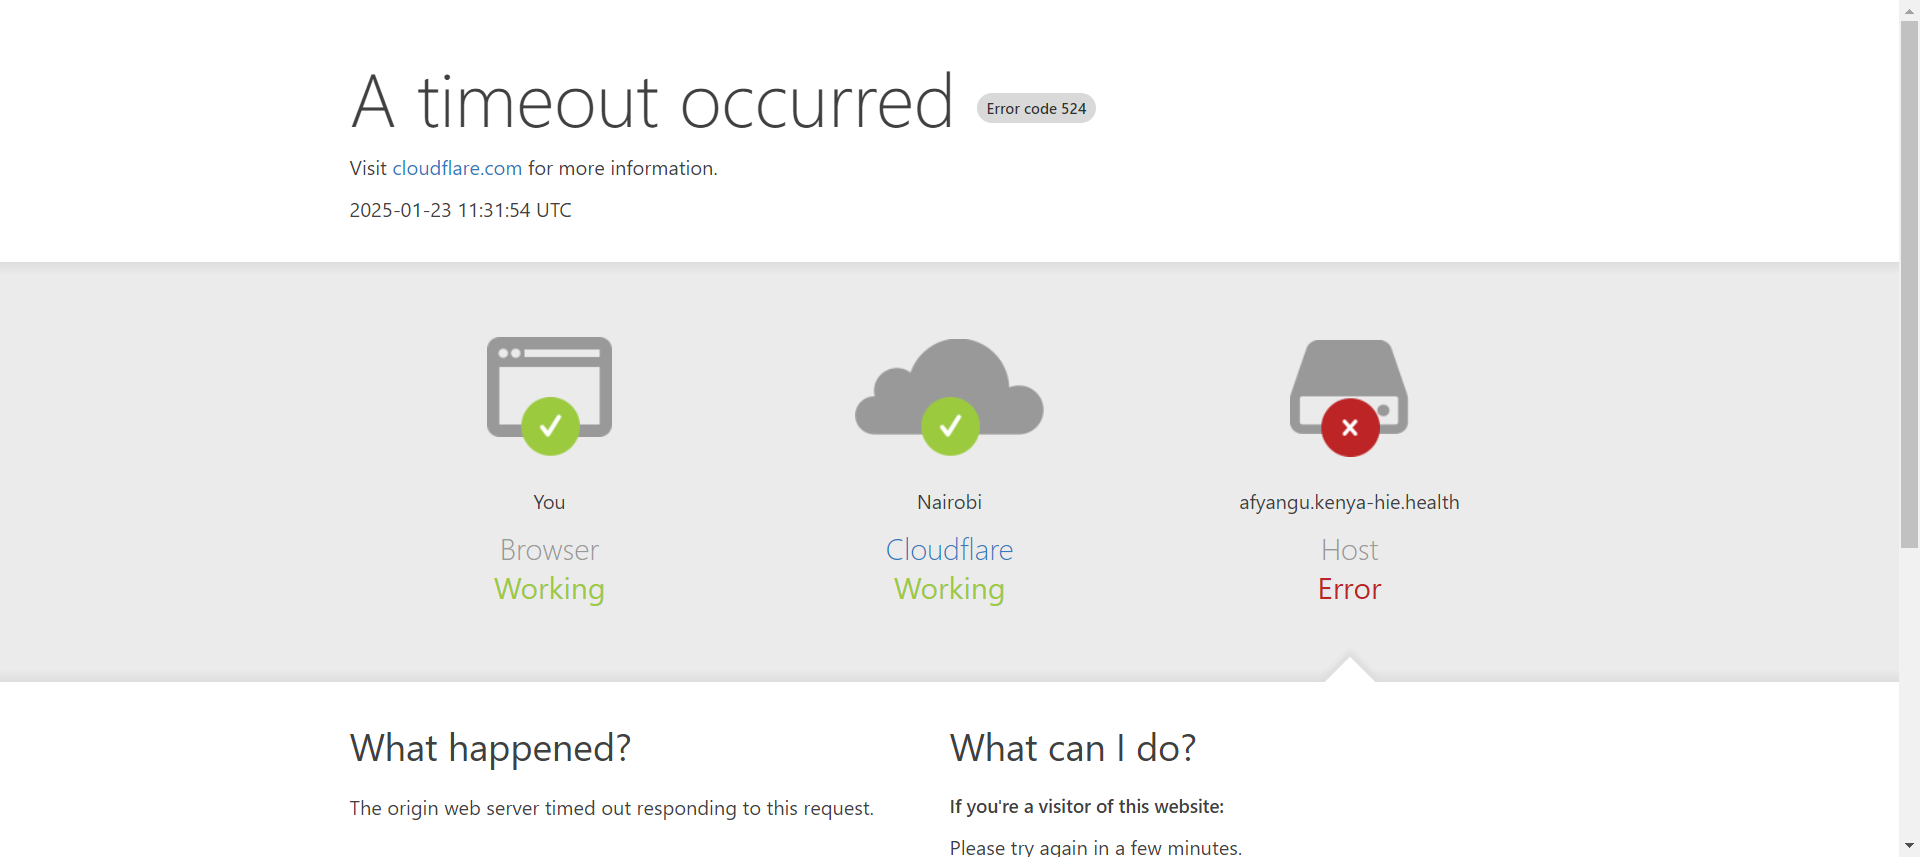 A timeout occurred Error code 524
Visit cloudflare.com for more information.
2025-01-23 11:31:54 UTC
You
Browser
Working
Nairobi
Cloudflare
Working
afyangu.kenya-hie.health
Host
Error
What happened?
The origin web server timed out responding to this request.
What can I do?
If you're a visitor of this website:
Please try again in a few minutes.